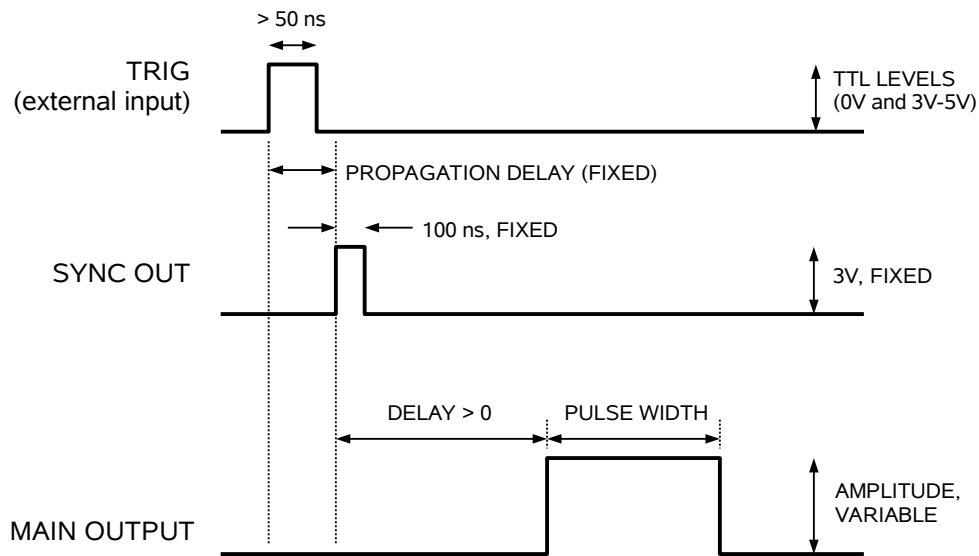 > 50 ns
TRIG
(external input)
TTL LEVELS
(0V and 3V-5V)
PROPAGATION DELAY (FIXED)
100 ns, FIXED
SYNC OUT
3V, FIXED
DELAY > 0
PULSE WIDTH
AMPLITUDE,
VARIABLE
MAIN OUTPUT